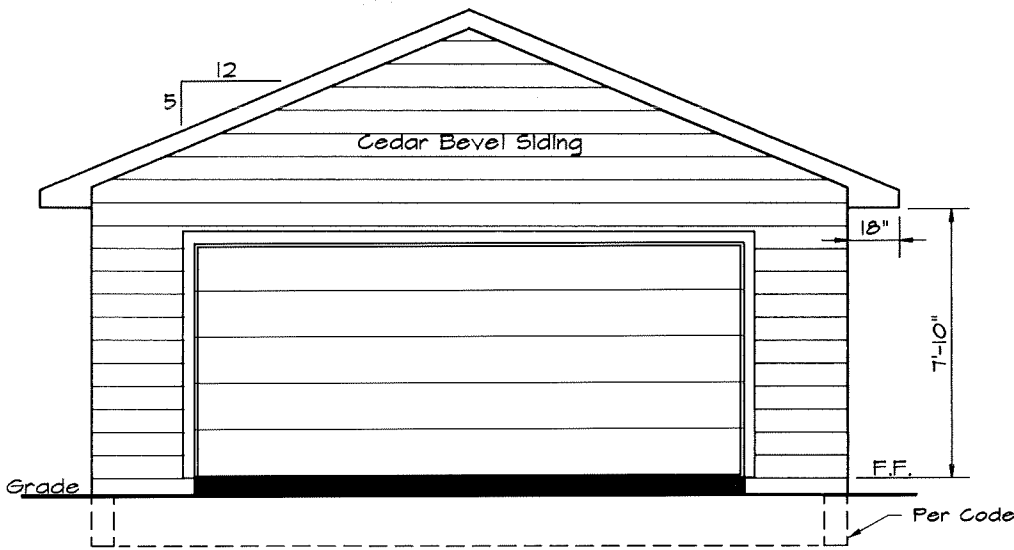 12
5
Cedar Bevel Siding
18"
7'-10"
F.F.
Grade
Per Code